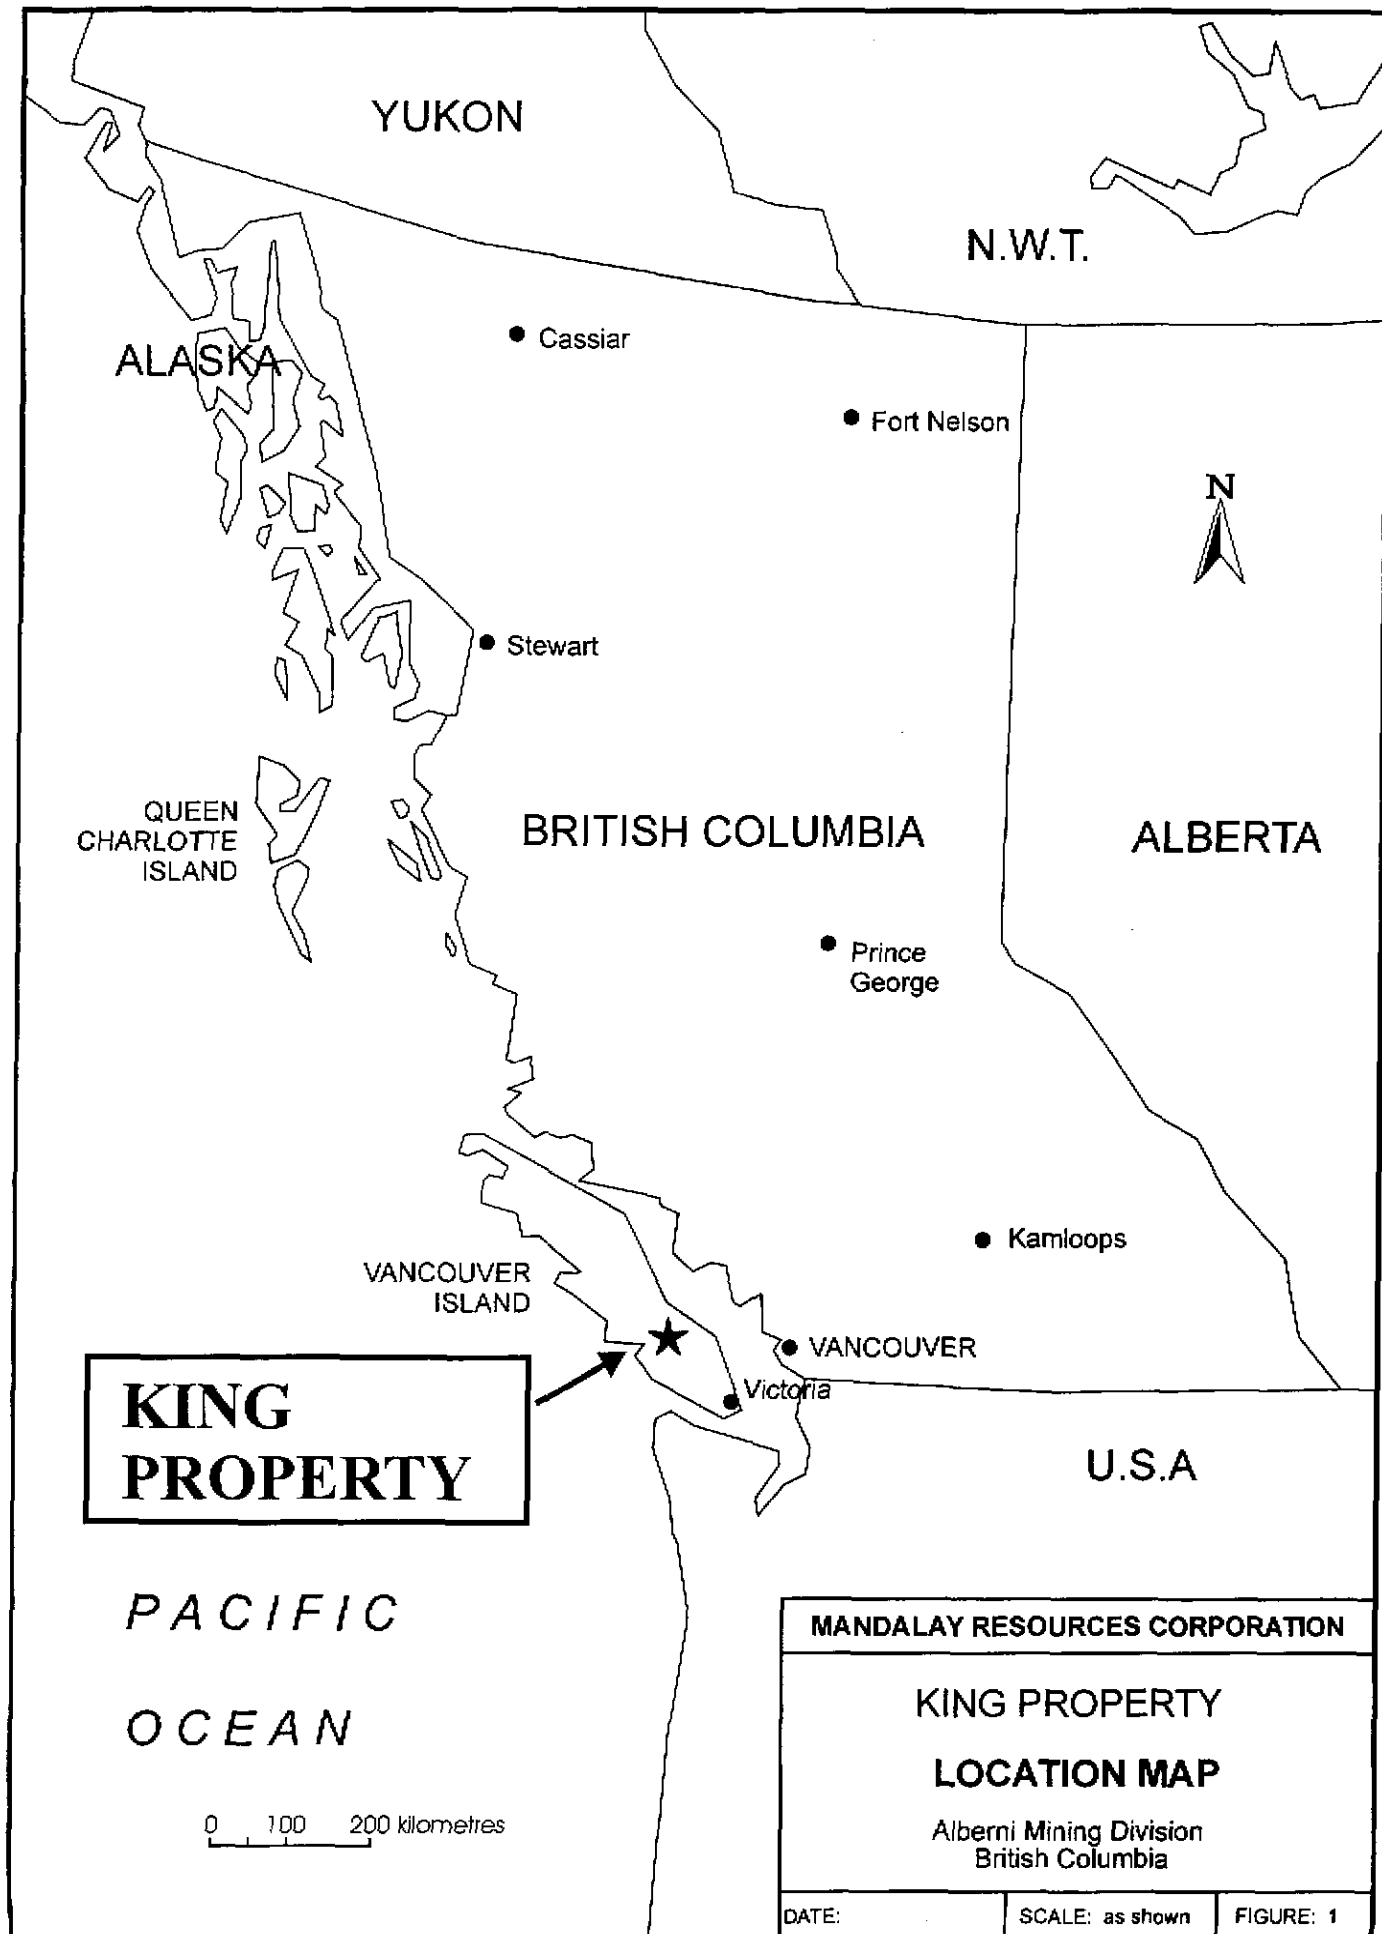 YUKON
N.W.T.
Cassiar
ALASKA
Fort Nelson
N
Stewart
QUEEN
CHARLOTTE
ISLAND
BRITISH COLUMBIA
ALBERTA
Prince
George
Kamloops
VANCOUVER
ISLAND
VANCOUVER
Victoria
KING
PROPERTY
U.S.A
PACIFIC
OCEAN
0 100 200 kilometres
MANDALAY RESOURCES CORPORATION
KING PROPERTY
LOCATION MAP
Alberni Mining Division
British Columbia
DATE: SCALE: as shown FIGURE: 1